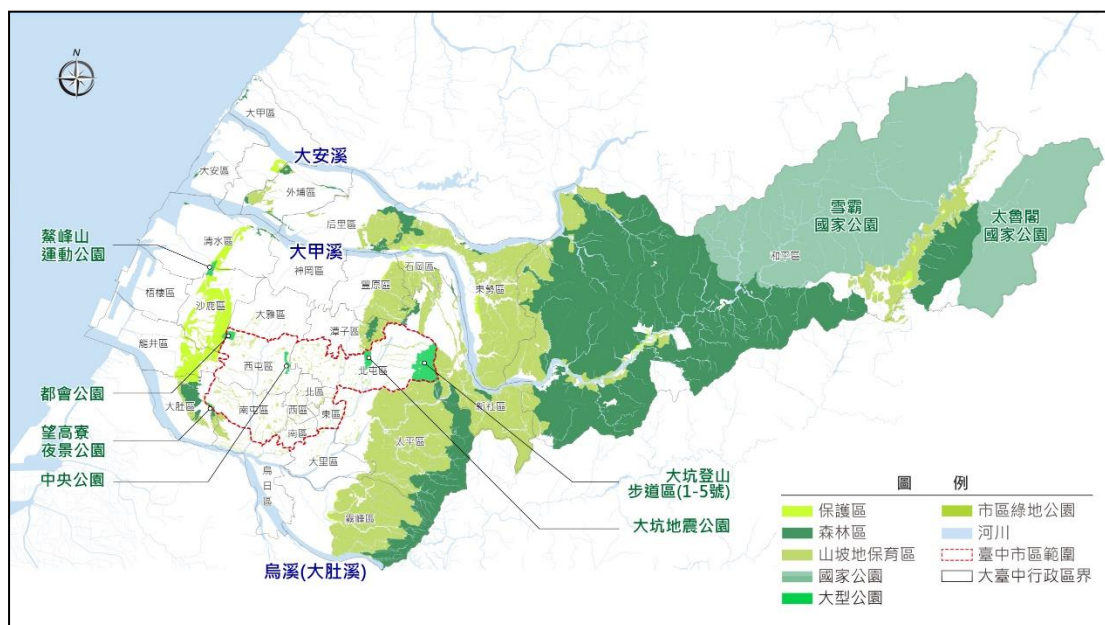 N
大甲區
大安溪
大安區
外埔區
后里區
鰲峰山
運動公園
清水區
大甲溪
神岡區
石岡區
豐原區
東勢區
梧棲區
沙鹿區
大雅區
潭子區
龍井區
西屯區
北屯區
北區
都會公園
大肚區
南屯區
西區
東區
南區
新社區
太平區
望高寮
夜景公園
中央公園
大里區
烏日區
霧峰區
烏溪(大肚溪)
雪霸
國家公園
太魯閣
國家公園
和平區
大坑登山
步道區(1-5號)
大坑地震公園
圖 例
保護區
森林區
山坡地保育區
國家公園
大型公園
市區綠地公園
河川
臺中市區範圍
大臺中行政區界